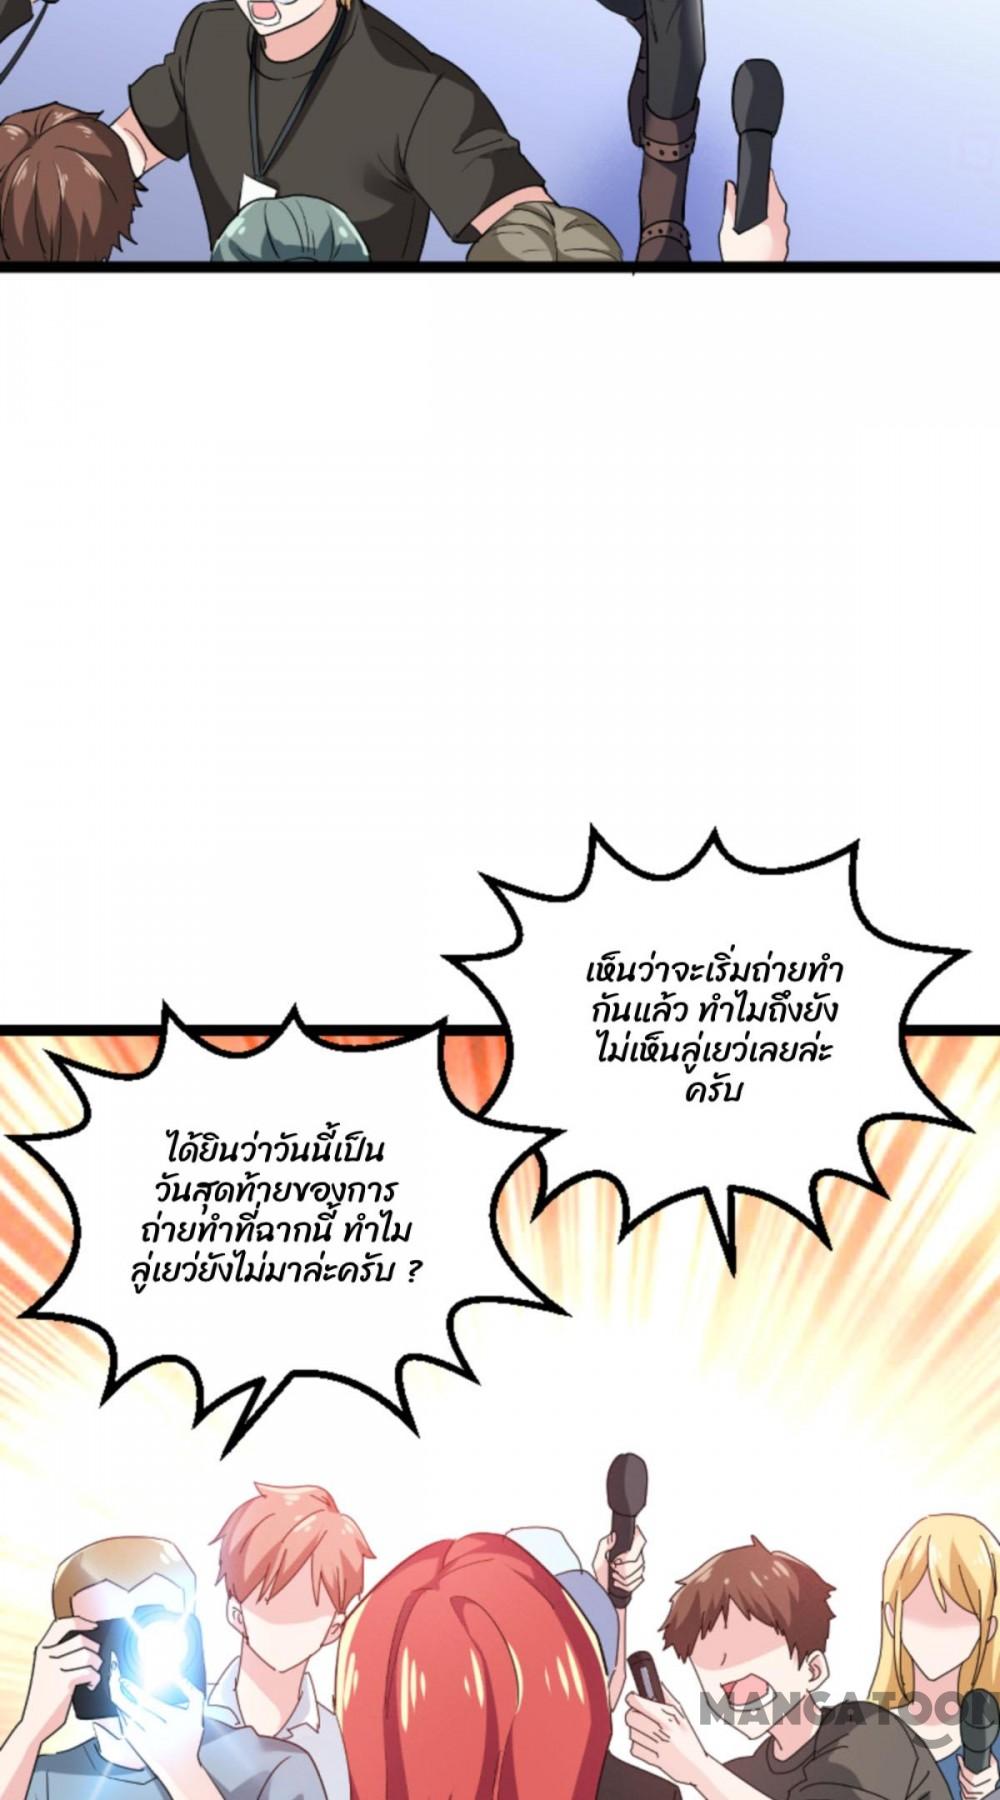 เห็นว่าจะเริ่มถ่ายทำ
กันแล้ว ทำไมถึงยัง
ไม่เห็นลู่เยว่เลยล่ะ
ครับ
ได้ยินว่าวันนี้เป็น
วันสุดท้ายของการ
ถ่ายทำที่ฉากนี้ ทำไม
ลู่เยว่ยังไม่มาล่ะครับ ?
MANGATOON